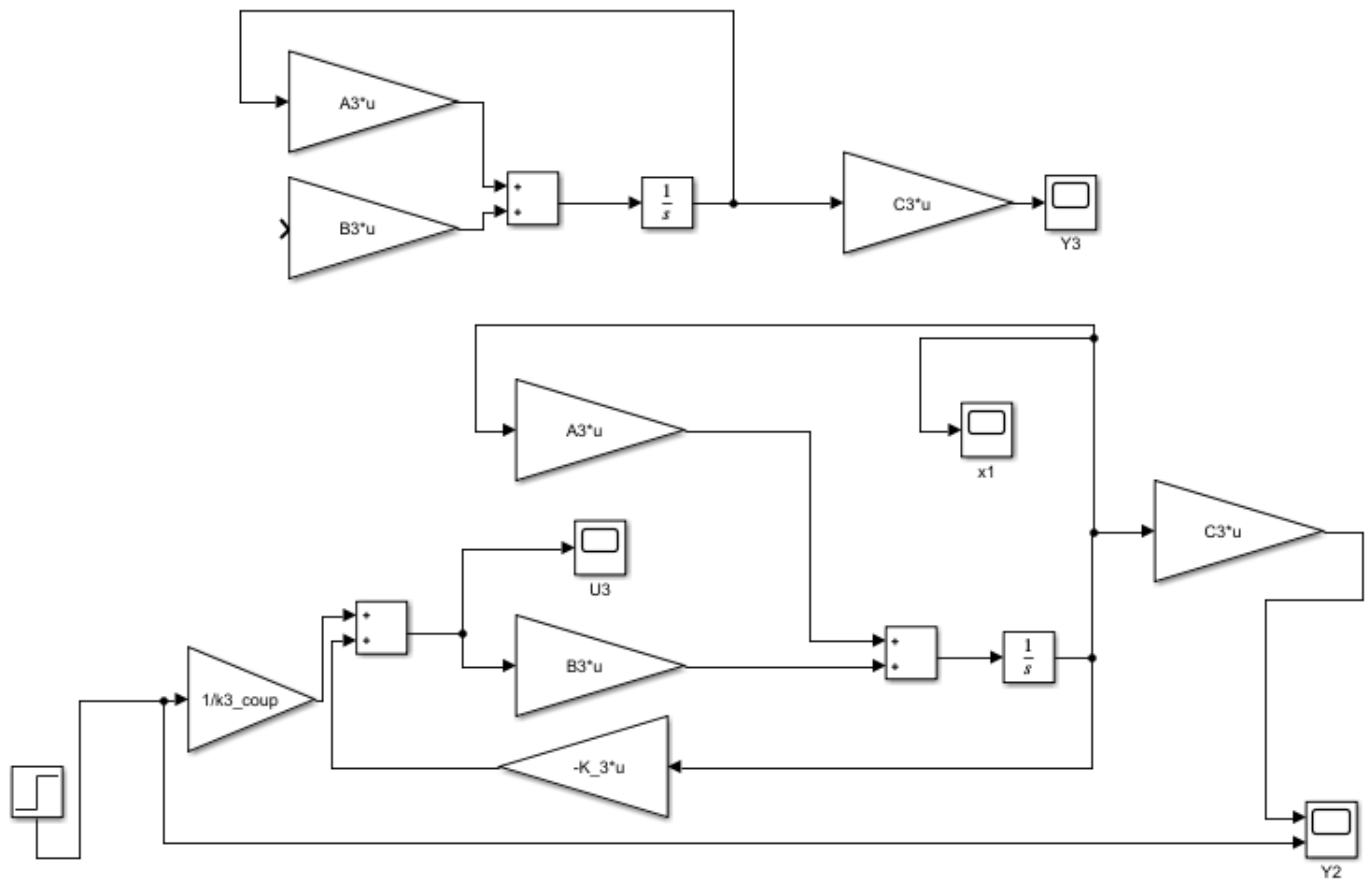 A3*u
+
+
B3*u
1
s
C3*u
Y3
A3*u
x1
C3*u
U3
+
+
B3*u
+
+
1
s
1/k3_coup
-K_3*u
Y2